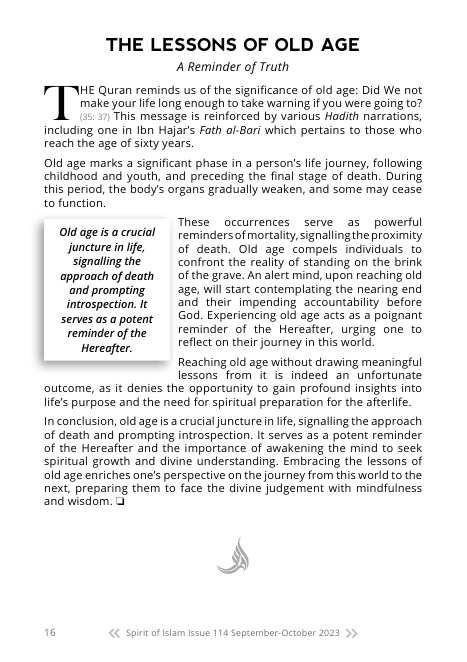 THE LESSONS OF OLD AGE
A Reminder of Truth
THE Quran reminds us of the significance of old age: Did We not
make your life long enough to take warning if you were going to?
(35: 37) This message is reinforced by various Hadith narrations,
including one in Ibn Hajar's Fath al-Bari which pertains to those who
reach the age of sixty years.
Old age marks a significant phase in a person's life journey, following
childhood and youth, and preceding the final stage of death. During
this period, the body's organs gradually weaken, and some may cease
to function.
Old age is a crucial
juncture in life,
signalling the
approach of death
and prompting
introspection. It
serves as a potent
reminder of the
Hereafter.
These occurrences serve as powerful
reminders of mortality, signalling the proximity
of death. Old age compels individuals to
confront the reality of standing on the brink
of the grave. An alert mind, upon reaching old
age, will start contemplating the nearing end
and their impending accountability before
God. Experiencing old age acts as a poignant
reminder of the Hereafter, urging one to
reflect on their journey in this world.
Reaching old age without drawing meaningful
lessons from it is indeed an unfortunate
outcome, as it denies the opportunity to gain profound insights into
life's purpose and the need for spiritual preparation for the afterlife.
In conclusion, old age is a crucial juncture in life, signalling the approach
of death and prompting introspection. It serves as a potent reminder
of the Hereafter and the importance of awakening the mind to seek
spiritual growth and divine understanding. Embracing the lessons of
old age enriches one's perspective on the journey from this world to the
next, preparing them to face the divine judgement with mindfulness
and wisdom. ❑
16
Spirit of Islam Issue 114 September-October 2023